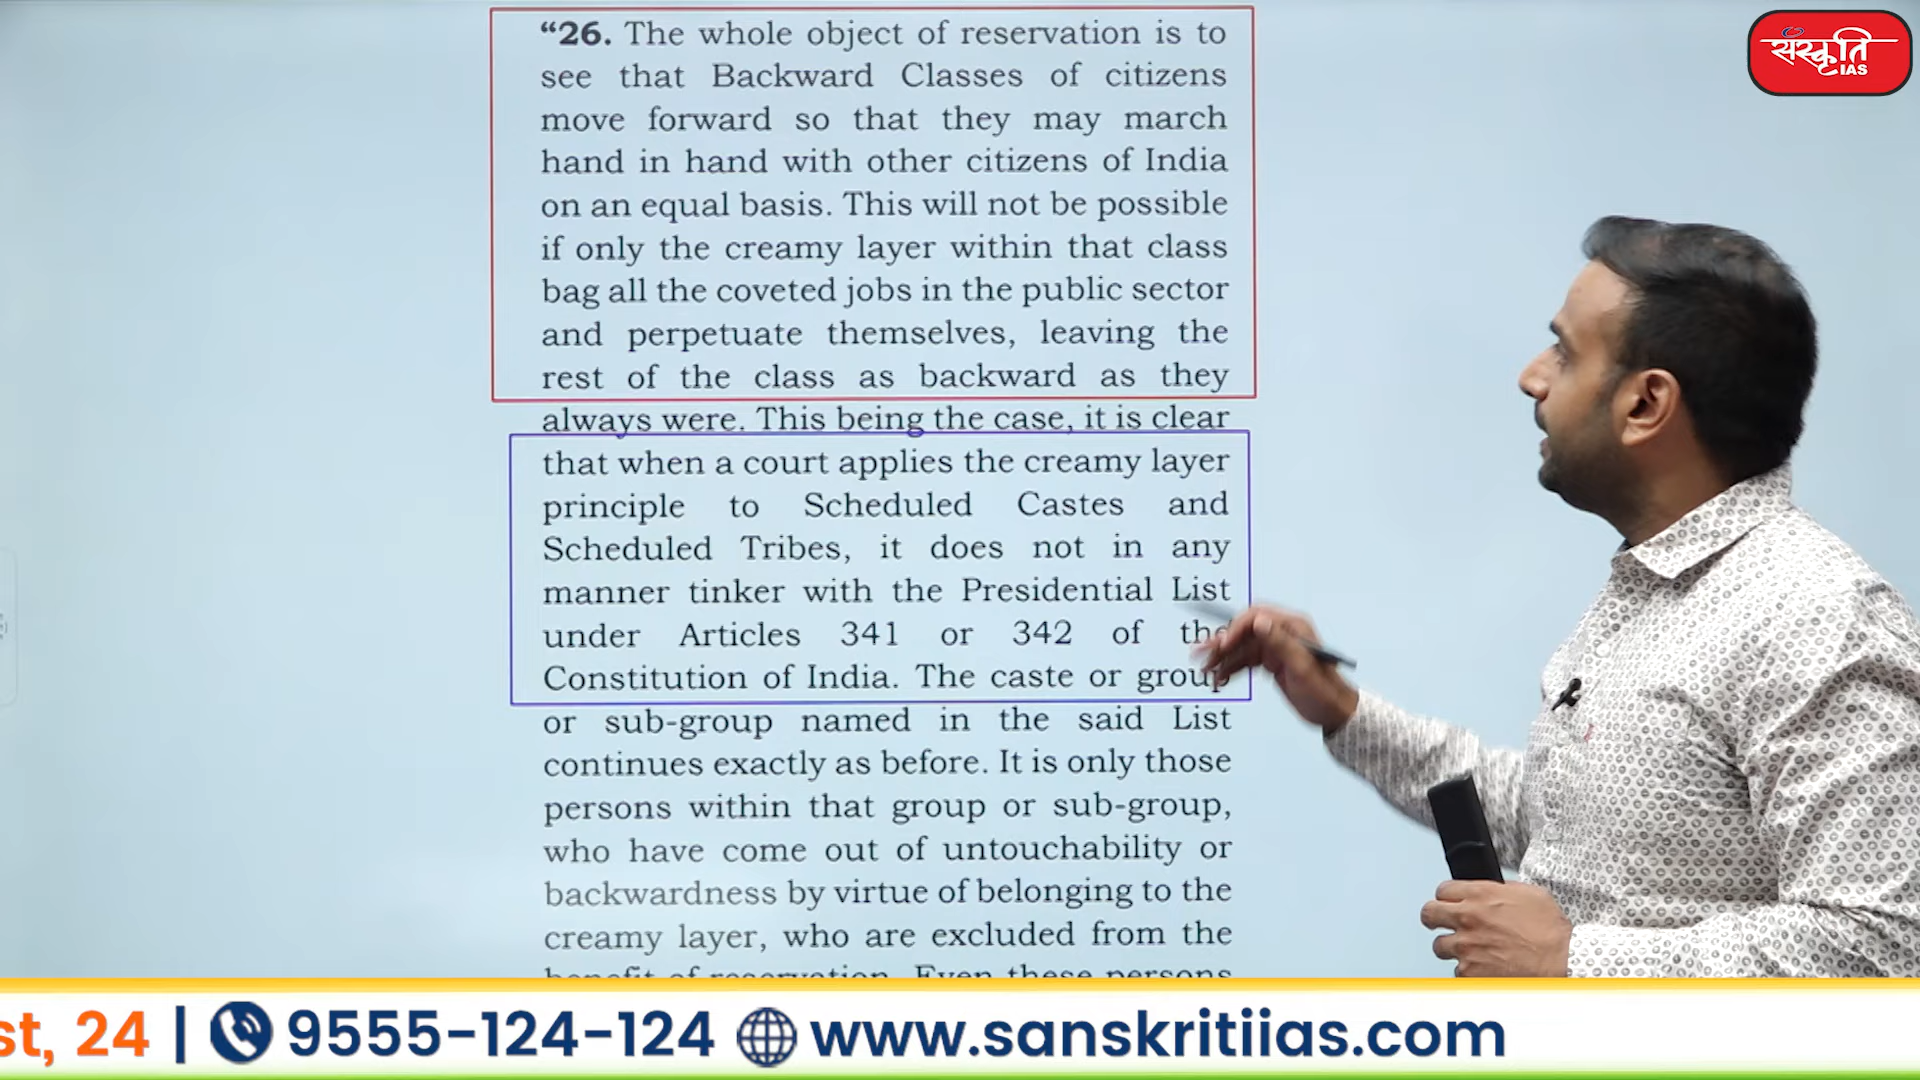 संस्कृति
IAS
“26. The whole object of reservation is to
see that Backward Classes of citizens
move forward so that they may march
hand in hand with other citizens of India
on an equal basis. This will not be possible
if only the creamy layer within that class
bag all the coveted jobs in the public sector
and perpetuate themselves, leaving the
rest of the class as backward as they
always were. This being the case, it is clear
that when a court applies the creamy layer
principle to Scheduled Castes and
Scheduled Tribes, it does not in any
manner tinker with the Presidential List
under Articles 341 or 342 of the
Constitution of India. The caste or group
or sub-group named in the said List
continues exactly as before. It is only those
persons within that group or sub-group,
who have come out of untouchability or
backwardness by virtue of belonging to the
creamy layer, who are excluded from the
benefit of reservation. Even these persons
st, 24 | 9555-124-124 www.sanskritiias.com